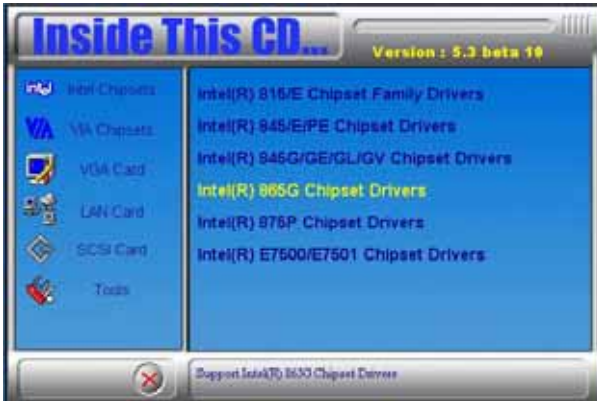 Inside This CD...
Version : 5.3 beta 19
intel Intel Chipsets
VIA VIA Chipsets
VGA Card
LAN Card
SCSI Card
Tools
Intel(R) 815/E Chipset Family Drivers
Intel(R) 845/E/PE Chipset Drivers
Intel(R) 845G/GE/GL/GV Chipset Drivers
Intel(R) 865G Chipset Drivers
Intel(R) 875P Chipset Drivers
Intel(R) E7500/E7501 Chipset Drivers
Support Intel(R) Chipset Drivers